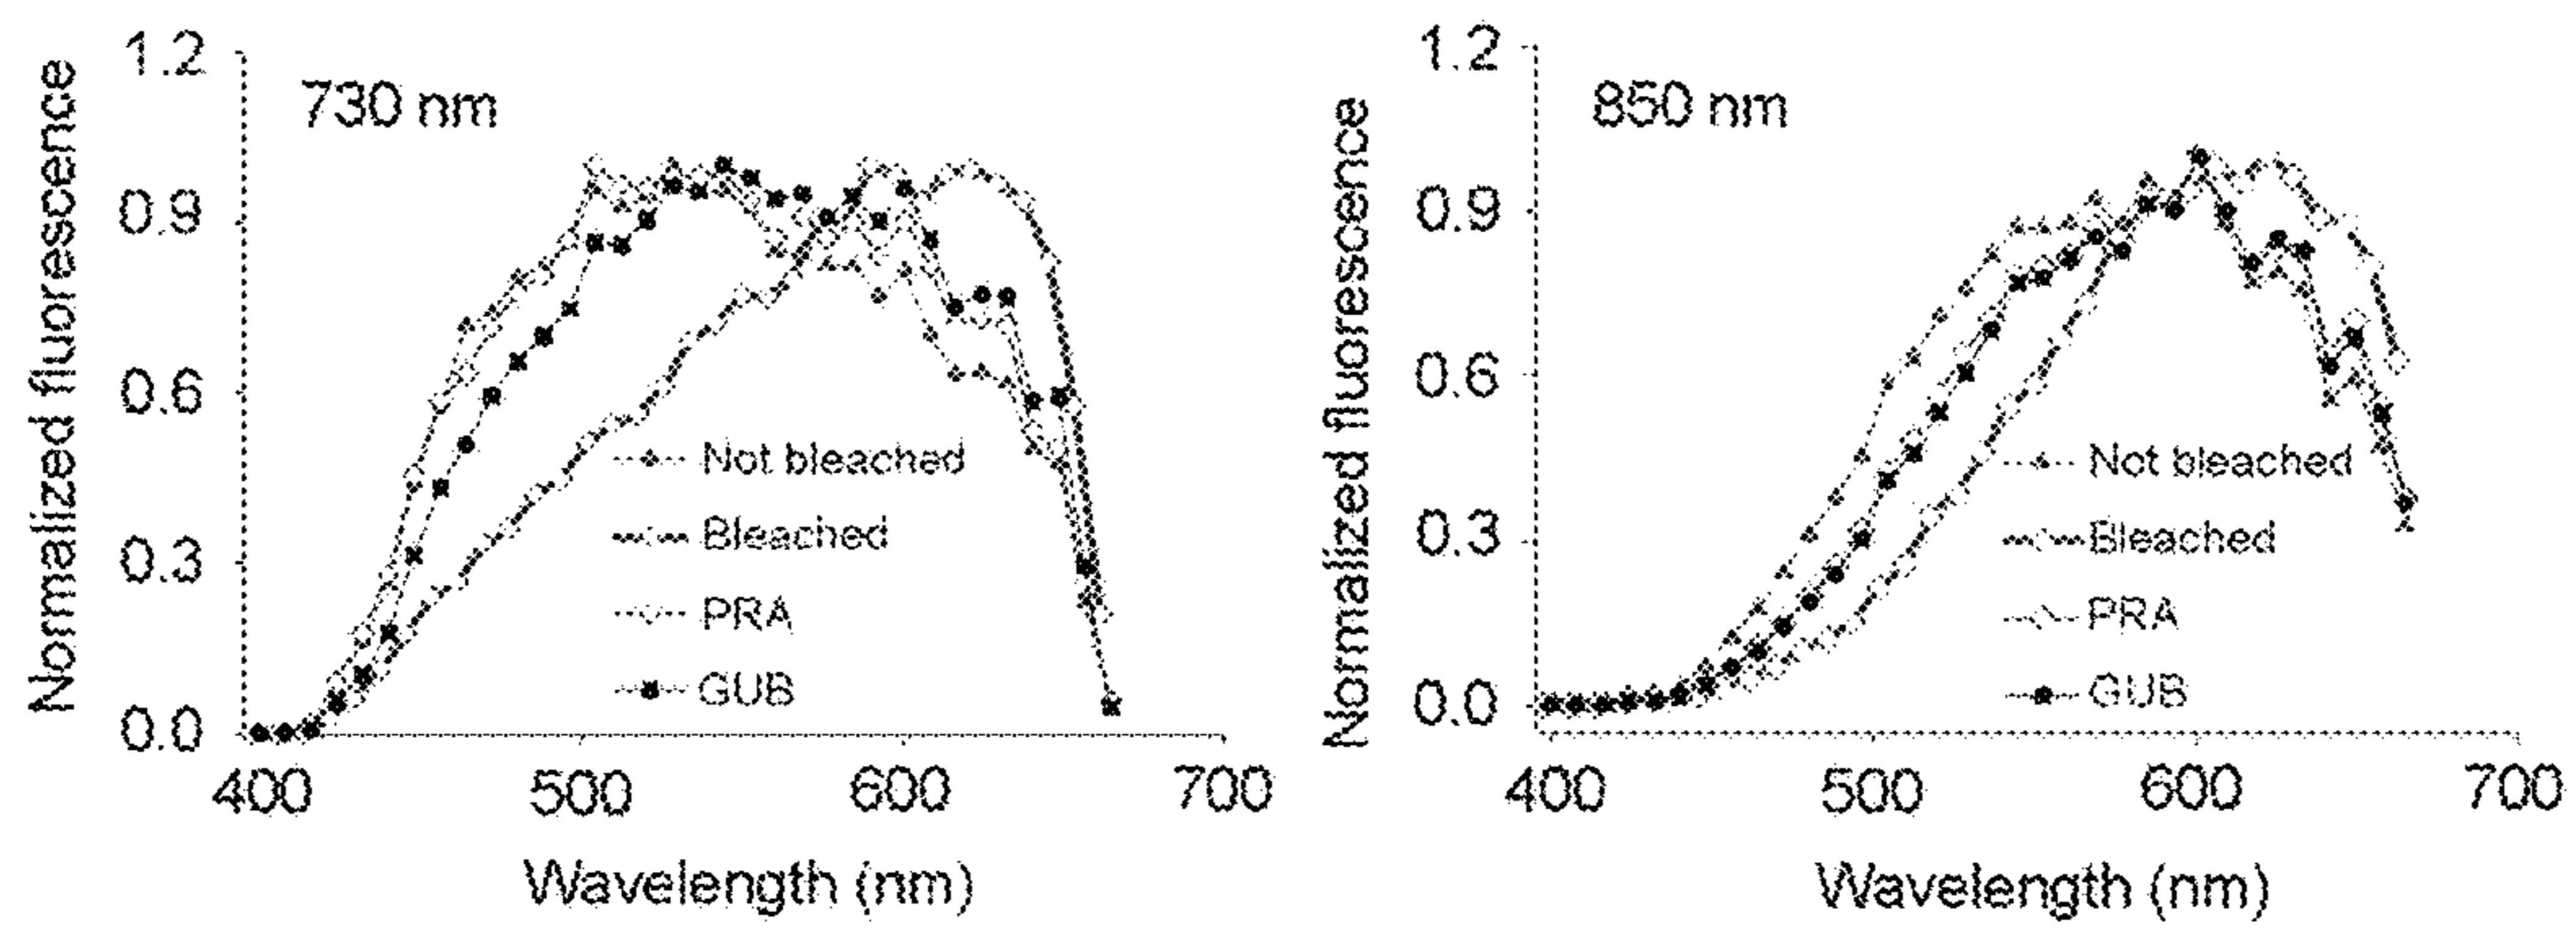 730 nm
Normalized fluorescence
1.2
0.9
0.6
0.3
0.0
Not bleached
Bleached
PRA
GUB
400 500 600 700
Wavelength (nm)
850 nm
Normalized fluorescence
1.2
0.9
0.6
0.3
0.0
Not bleached
Bleached
PRA
GUB
400 500 600 700
Wavelength (nm)